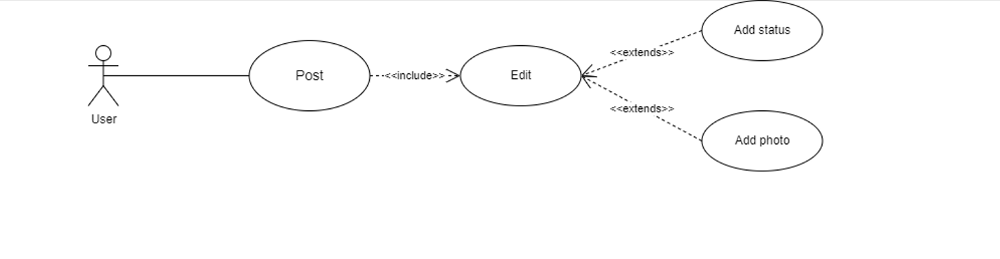 Add status
<<extends>>
Post
<<include>>
Edit
<<extends>>
User
Add photo